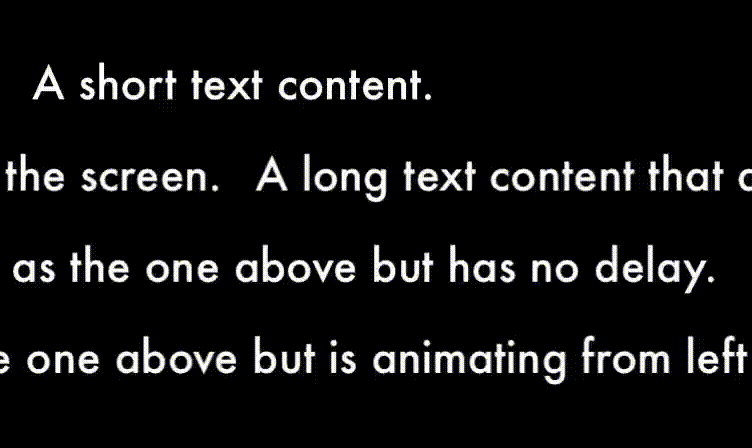 A short text content.
the screen. A long text content that
as the one above but has no delay.
one above but is animating from left